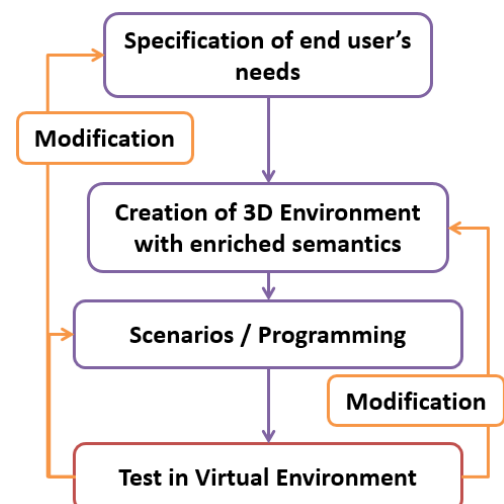 Specification of end user’s
needs
Modification
Creation of 3D Environment
with enriched semantics
Scenarios / Programming
Modification
Test in Virtual Environment